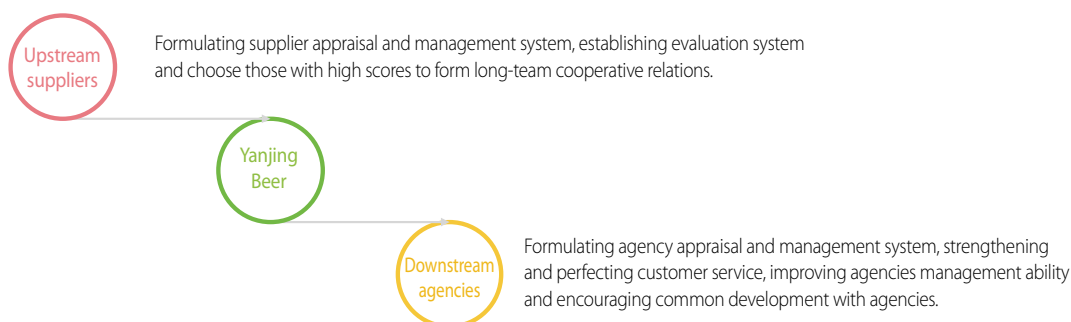 Upstream
suppliers
Formulating supplier appraisal and management system, establishing evaluation system
and choose those with high scores to form long-team cooperative relations.
Yanjing
Beer
Downstream
agencies
Formulating agency appraisal and management system, strengthening
and perfecting customer service, improving agencies management ability
and encouraging common development with agencies.